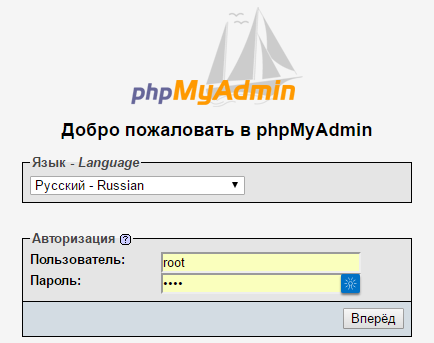 phpMyAdmin
Добро пожаловать в phpMyAdmin
Язык - Language
Русский - Russian
Авторизация ?
Пользователь:
root
Пароль:
••••
Вперёд